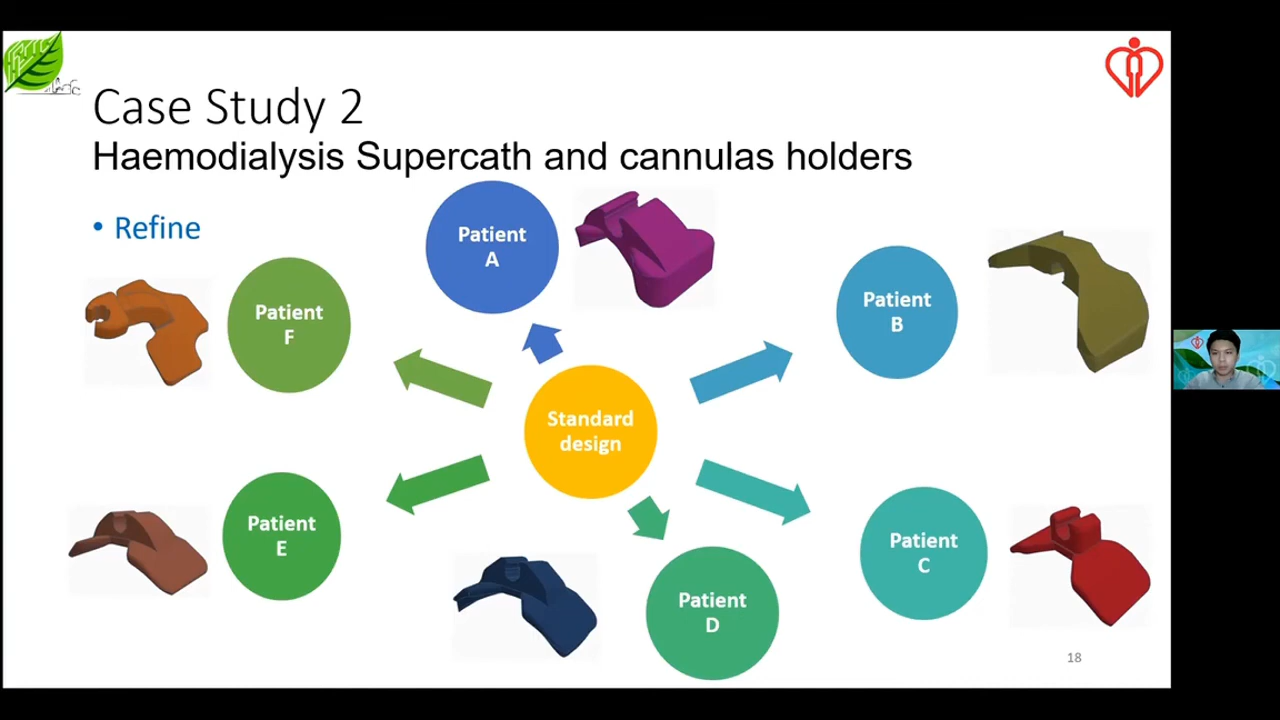 Case Study 2
Haemodialysis Supercath and cannulas holders
• Refine
Patient
A
Patient
B
Patient
F
Standard
design
Patient
E
Patient
C
Patient
D
18